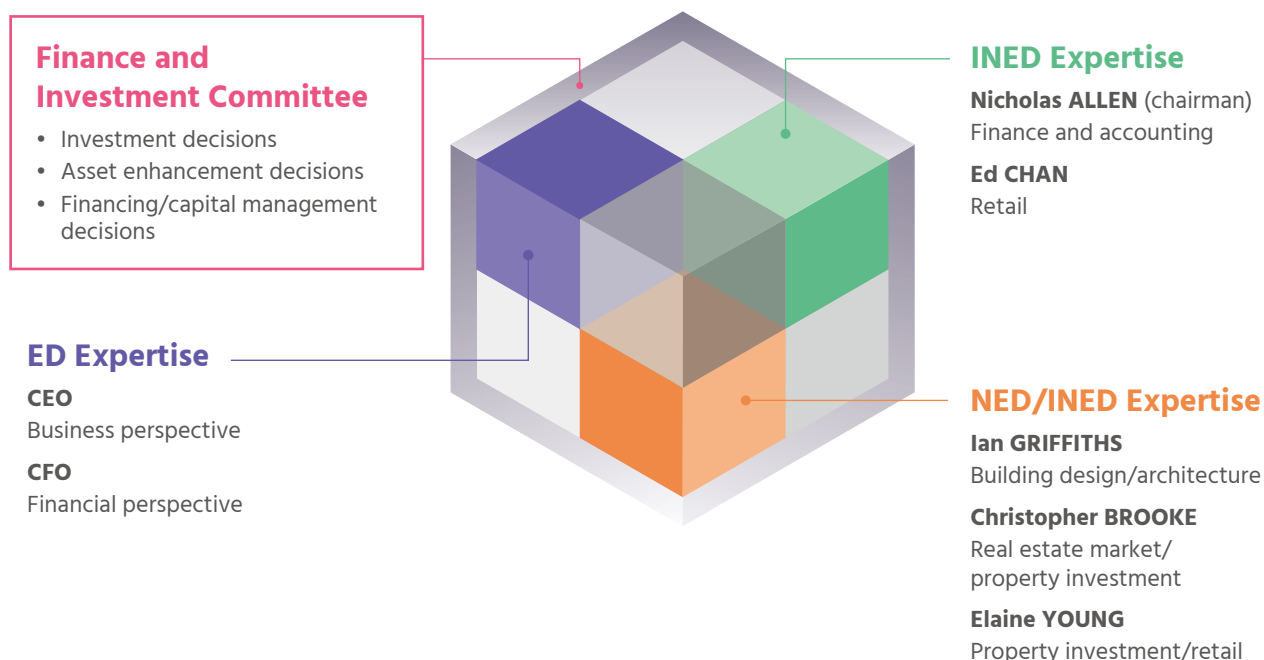 Finance and
Investment Committee
• Investment decisions
• Asset enhancement decisions
• Financing/capital management
decisions
ED Expertise
CEO
Business perspective
CFO
Financial perspective
INED Expertise
Nicholas ALLEN (chairman)
Finance and accounting
Ed CHAN
Retail
NED/INED Expertise
Ian GRIFFITHS
Building design/architecture
Christopher BROOKE
Real estate market/
property investment
Elaine YOUNG
Property investment/retail